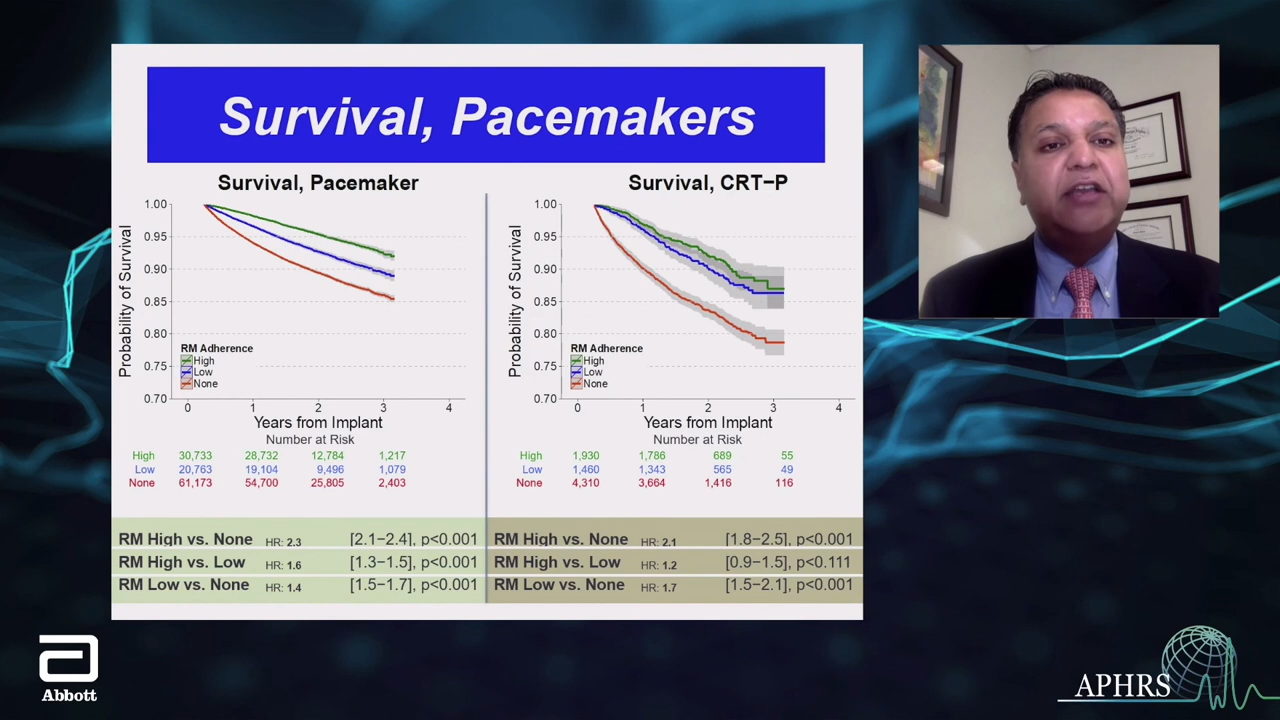 Survival, Pacemakers
Survival, Pacemaker
1.00
0.95
0.90
0.85
0.80
0.75
0.70
Probability of Survival
RM Adherence
High
Low
None
0 1 2 3 4
Years from Implant
Number at Risk
High 30,733 28,732 12,784 1,217
Low 20,763 19,104 9,496 1,079
None 61,173 54,700 25,805 2,403
Survival, CRT-P
1.00
0.95
0.90
0.85
0.80
0.75
0.70
Probability of Survival
RM Adherence
High
Low
None
0 1 2 3 4
Years from Implant
Number at Risk
High 1,930 1,786 689 55
Low 1,460 1,343 565 49
None 4,310 3,664 1,416 116
RM High vs. None HR: 2.3 [2.1-2.4], p<0.001
RM High vs. Low HR: 1.6 [1.3-1.5], p<0.001
RM Low vs. None HR: 1.4 [1.5-1.7], p<0.001
RM High vs. None HR: 2.1 [1.8-2.5], p<0.001
RM High vs. Low HR: 1.2 [0.9-1.5], p<0.111
RM Low vs. None HR: 1.7 [1.5-2.1], p<0.001
Abbott
APHRS